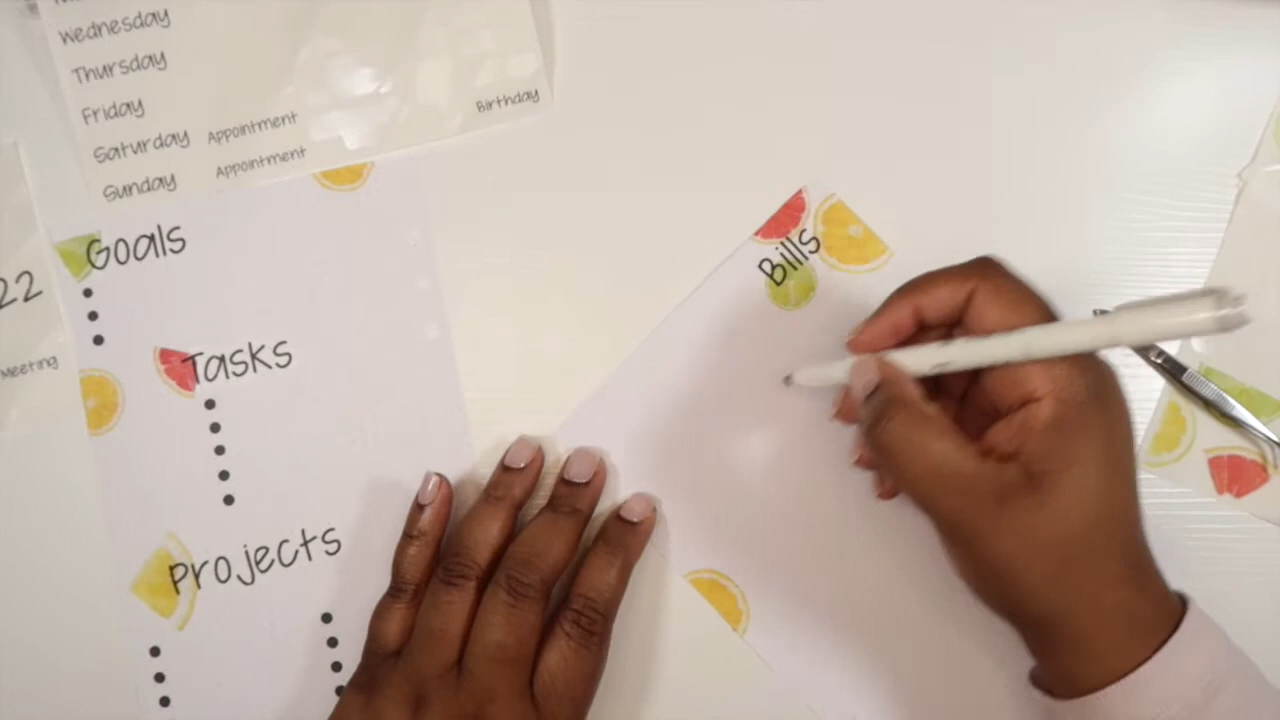 Wednesday
Thursday
Friday
Saturday Appointment Birthday
Sunday Appointment
Goals
22
Meeting
Tasks
Projects
Bills